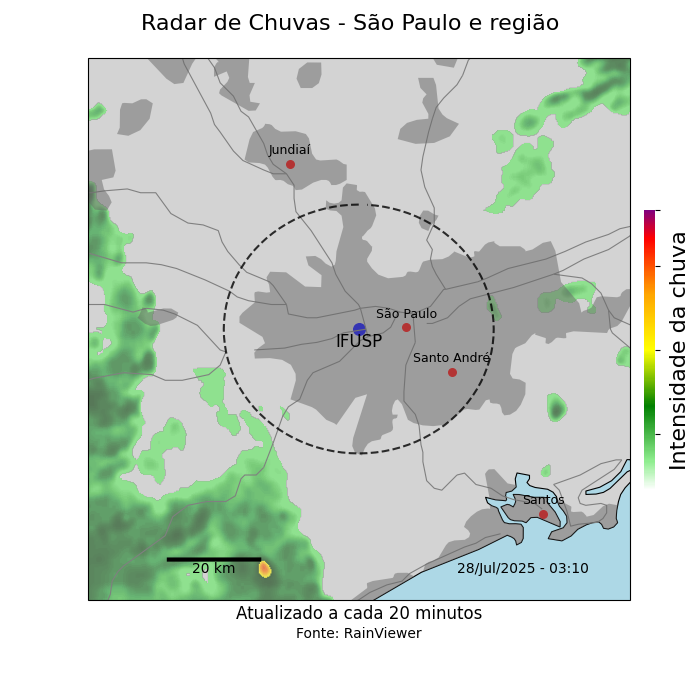 Radar de Chuvas - São Paulo e região
Jundiaí
São Paulo
IFUSP
Santo André
Intensidade da chuva
Santos
20 km
28/Jul/2025 - 03:10
Atualizado a cada 20 minutos
Fonte: RainViewer